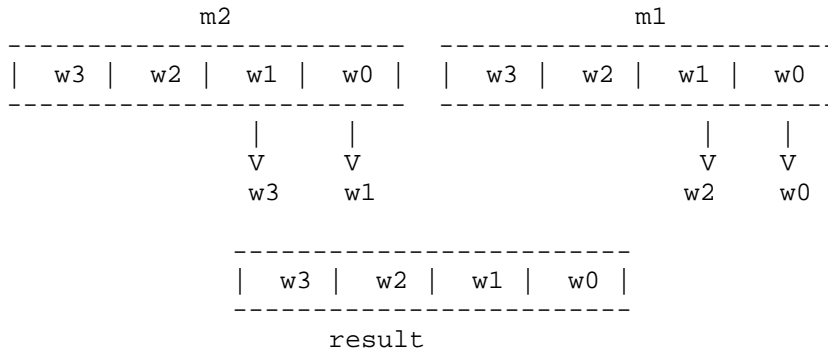 m2 m1
| w3 | w2 | w1 | w0 | | w3 | w2 | w1 | w0
| | | |
V V V V
w3 w1 w2 w0
| w3 | w2 | w1 | w0 |
result